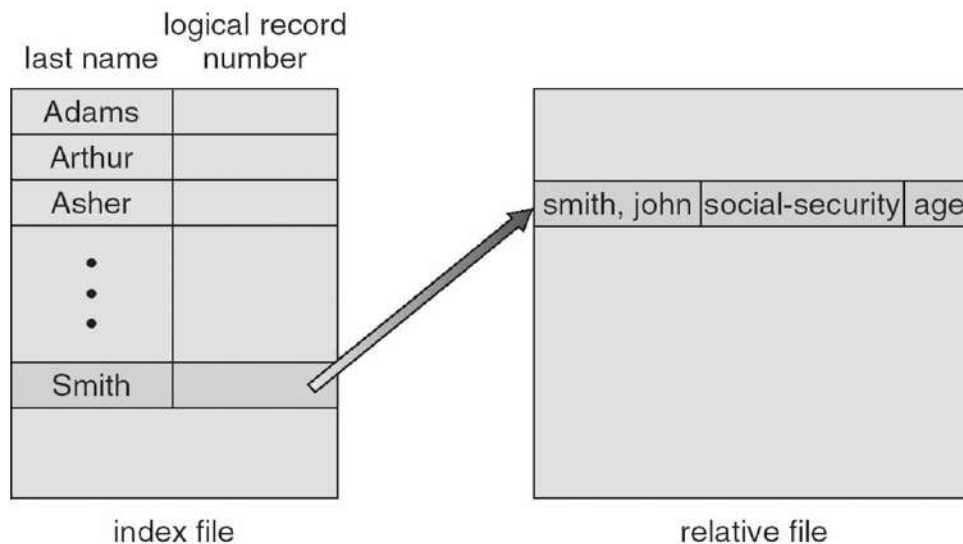 last name
logical record
number
Adams
Arthur
Asher
Smith
index file
smith, john social-security age
relative file